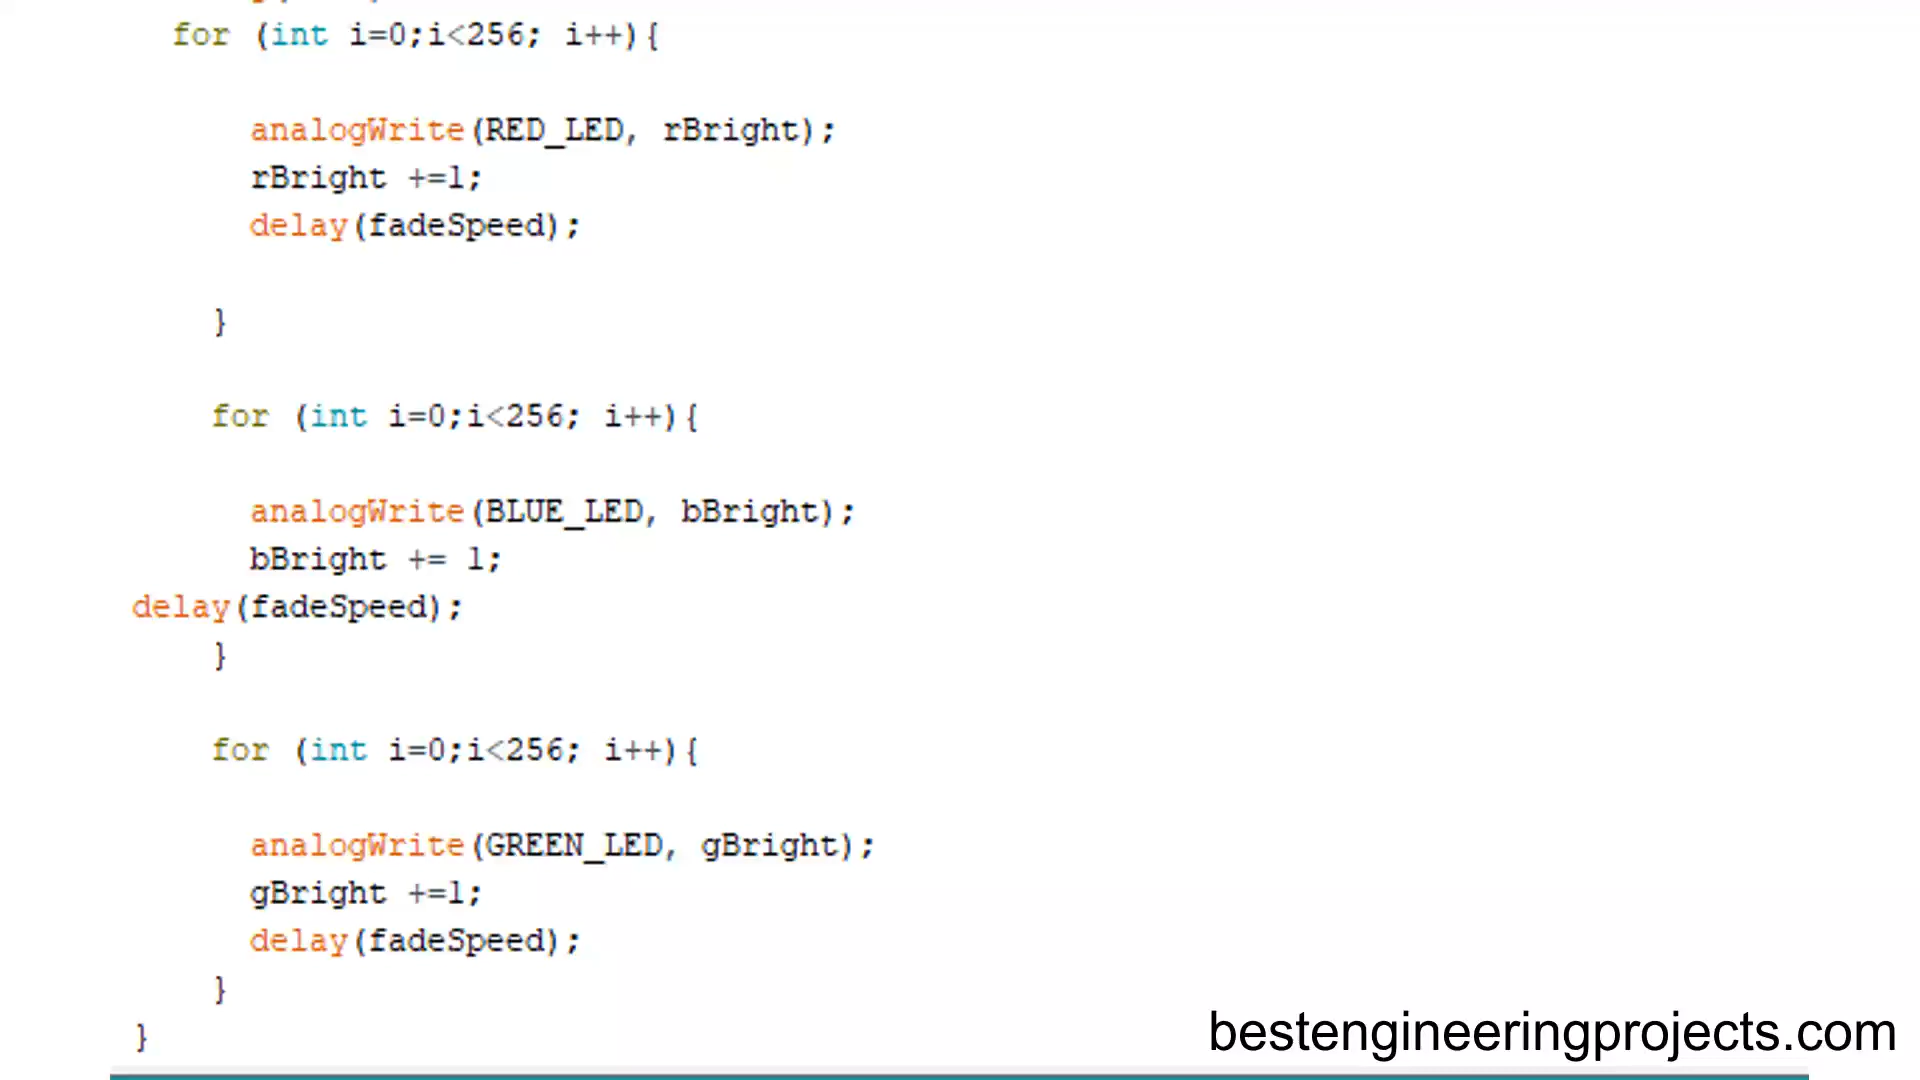 for (int i=0;i<256; i++){
analogWrite(RED_LED, rBright);
rBright +=1;
delay(fadeSpeed);
}
for (int i=0;i<256; i++){
analogWrite(BLUE_LED, bBright);
bBright += 1;
delay(fadeSpeed);
}
for (int i=0;i<256; i++){
analogWrite(GREEN_LED, gBright);
gBright +=1;
delay(fadeSpeed);
}
}
bestengineeringprojects.com